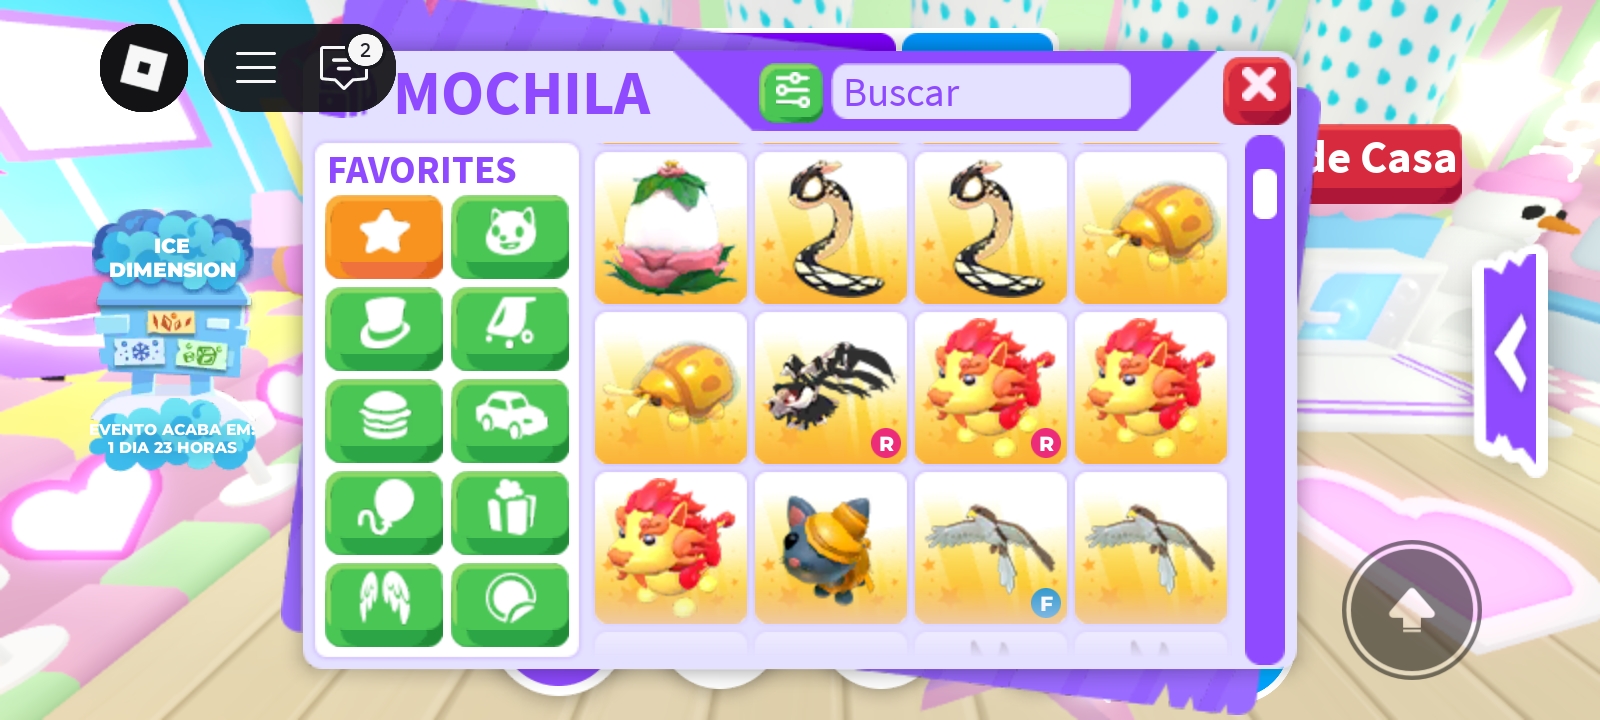 2
MOCHILA
Buscar
FAVORITES
de Casa
ICE
DIMENSION
EVENTO ACABA EM:
1 DIA 23 HORAS
R
R
F